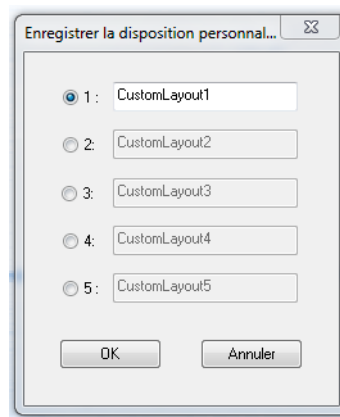 Enregistrer la disposition personnal...
1 : CustomLayout1
2: CustomLayout2
3: CustomLayout3
4: CustomLayout4
5 : CustomLayout5
OK Annuler